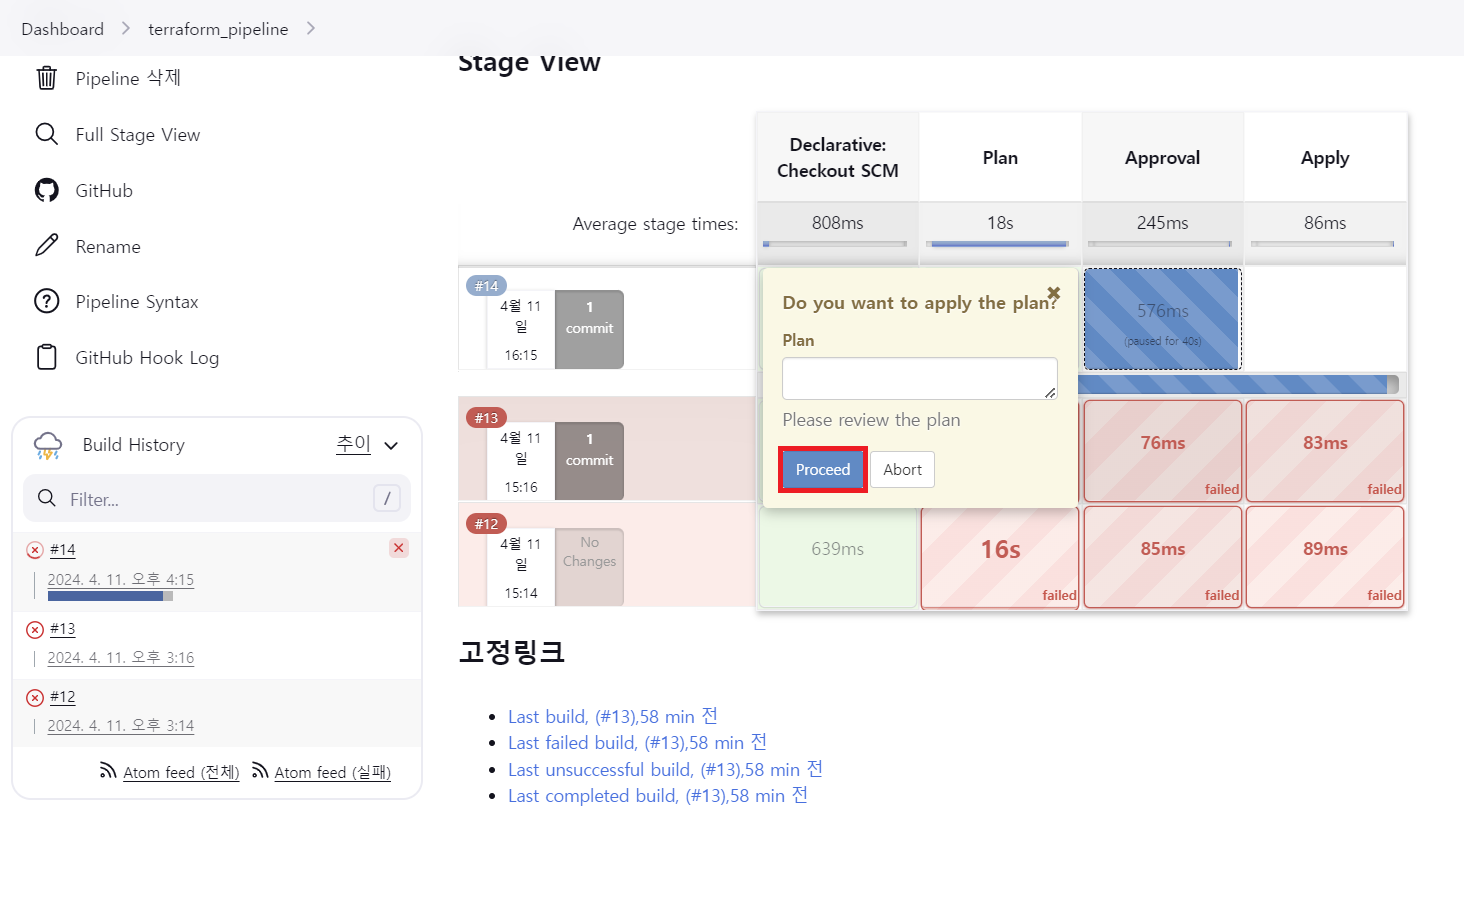 Dashboard
terraform_pipeline
Pipeline 삭제
Full Stage View
GitHub
Rename
Pipeline Syntax
GitHub Hook Log
Build History
추이
Filter...
/
#14
2024. 4. 11. 오후 4:15
#13
2024. 4. 11. 오후 3:16
#12
2024. 4. 11. 오후 3:14
Atom feed (전체)
Atom feed (실패)
Stage View
Declarative:
Checkout SCM
Plan
Approval
Apply
Average stage times:
808ms
18s
245ms
86ms
#14
4월 11
일
16:15
1
commit
576ms
(paused for 40s)
Do you want to apply the plan?
Plan
Please review the plan
Proceed
Abort
#13
4월 11
일
15:16
1
commit
76ms
failed
83ms
failed
#12
4월 11
일
15:14
No
Changes
639ms
16s
failed
85ms
failed
89ms
failed
고정링크
Last build, (#13),58 min 전
Last failed build, (#13),58 min 전
Last unsuccessful build, (#13),58 min 전
Last completed build, (#13),58 min 전